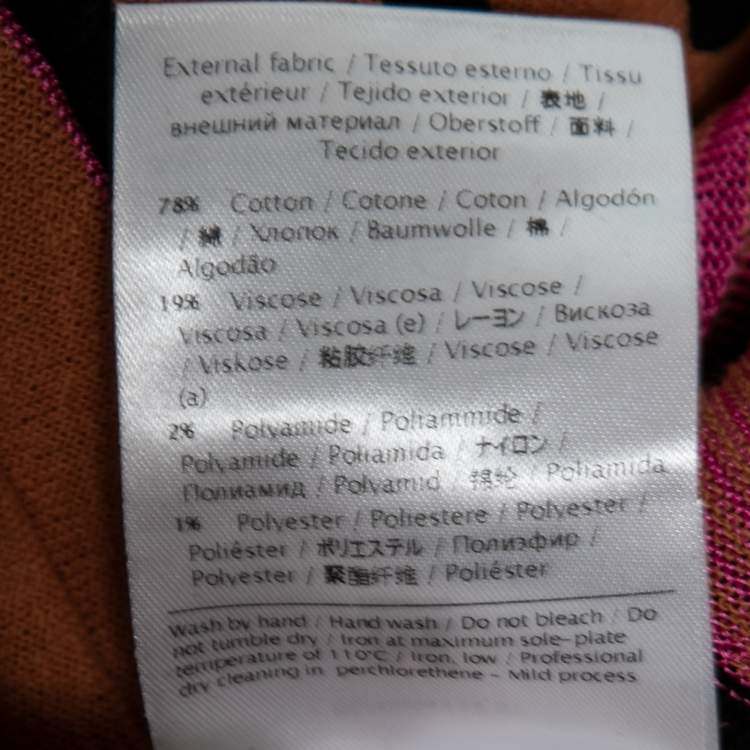 External fabric / Tessuto esterno / Tissu
extérieur / Tejido exterior / 表地 /
внешний материал / Oberstoff / 面料 /
Tecido exterior
78% Cotton / Cotone / Coton / Algodón
/ 綿 / Хлопок / Baumwolle / 棉 /
Algodão
19% Viscose / Viscosa / Viscose /
Viscosa / Viscosa (e) / レーヨン / Вискоза
/ Viskose / 粘胶纤维 / Viscose / Viscose
(a)
2% Polyamide / Poliammide /
Polyamide / Poliamida / ナイロン /
Полиамид / Polyamid / 锦纶 / Poliamida
1% Polyester / Poliestere / Polyester /
Poliéster / ポリエステル / Полиэфир /
Polyester / 聚酯纤维 / Poliéster
Wash by hand / Hand wash / Do not bleach / Do
not tumble dry / Iron at maximum sole-plate
temperature of 110°C / Iron, low / Professional
dry cleaning in perchlorethene - Mild process